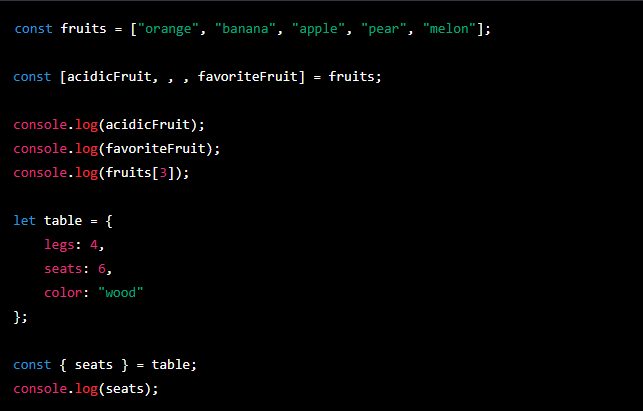 const fruits = ["orange", "banana", "apple", "pear", "melon"];
const [acidicFruit, , , favoriteFruit] = fruits;
console.log(acidicFruit);
console.log(favoriteFruit);
console.log(fruits[3]);
let table = {
    legs: 4,
    seats: 6,
    color: "wood"
};
const { seats } = table;
console.log(seats);